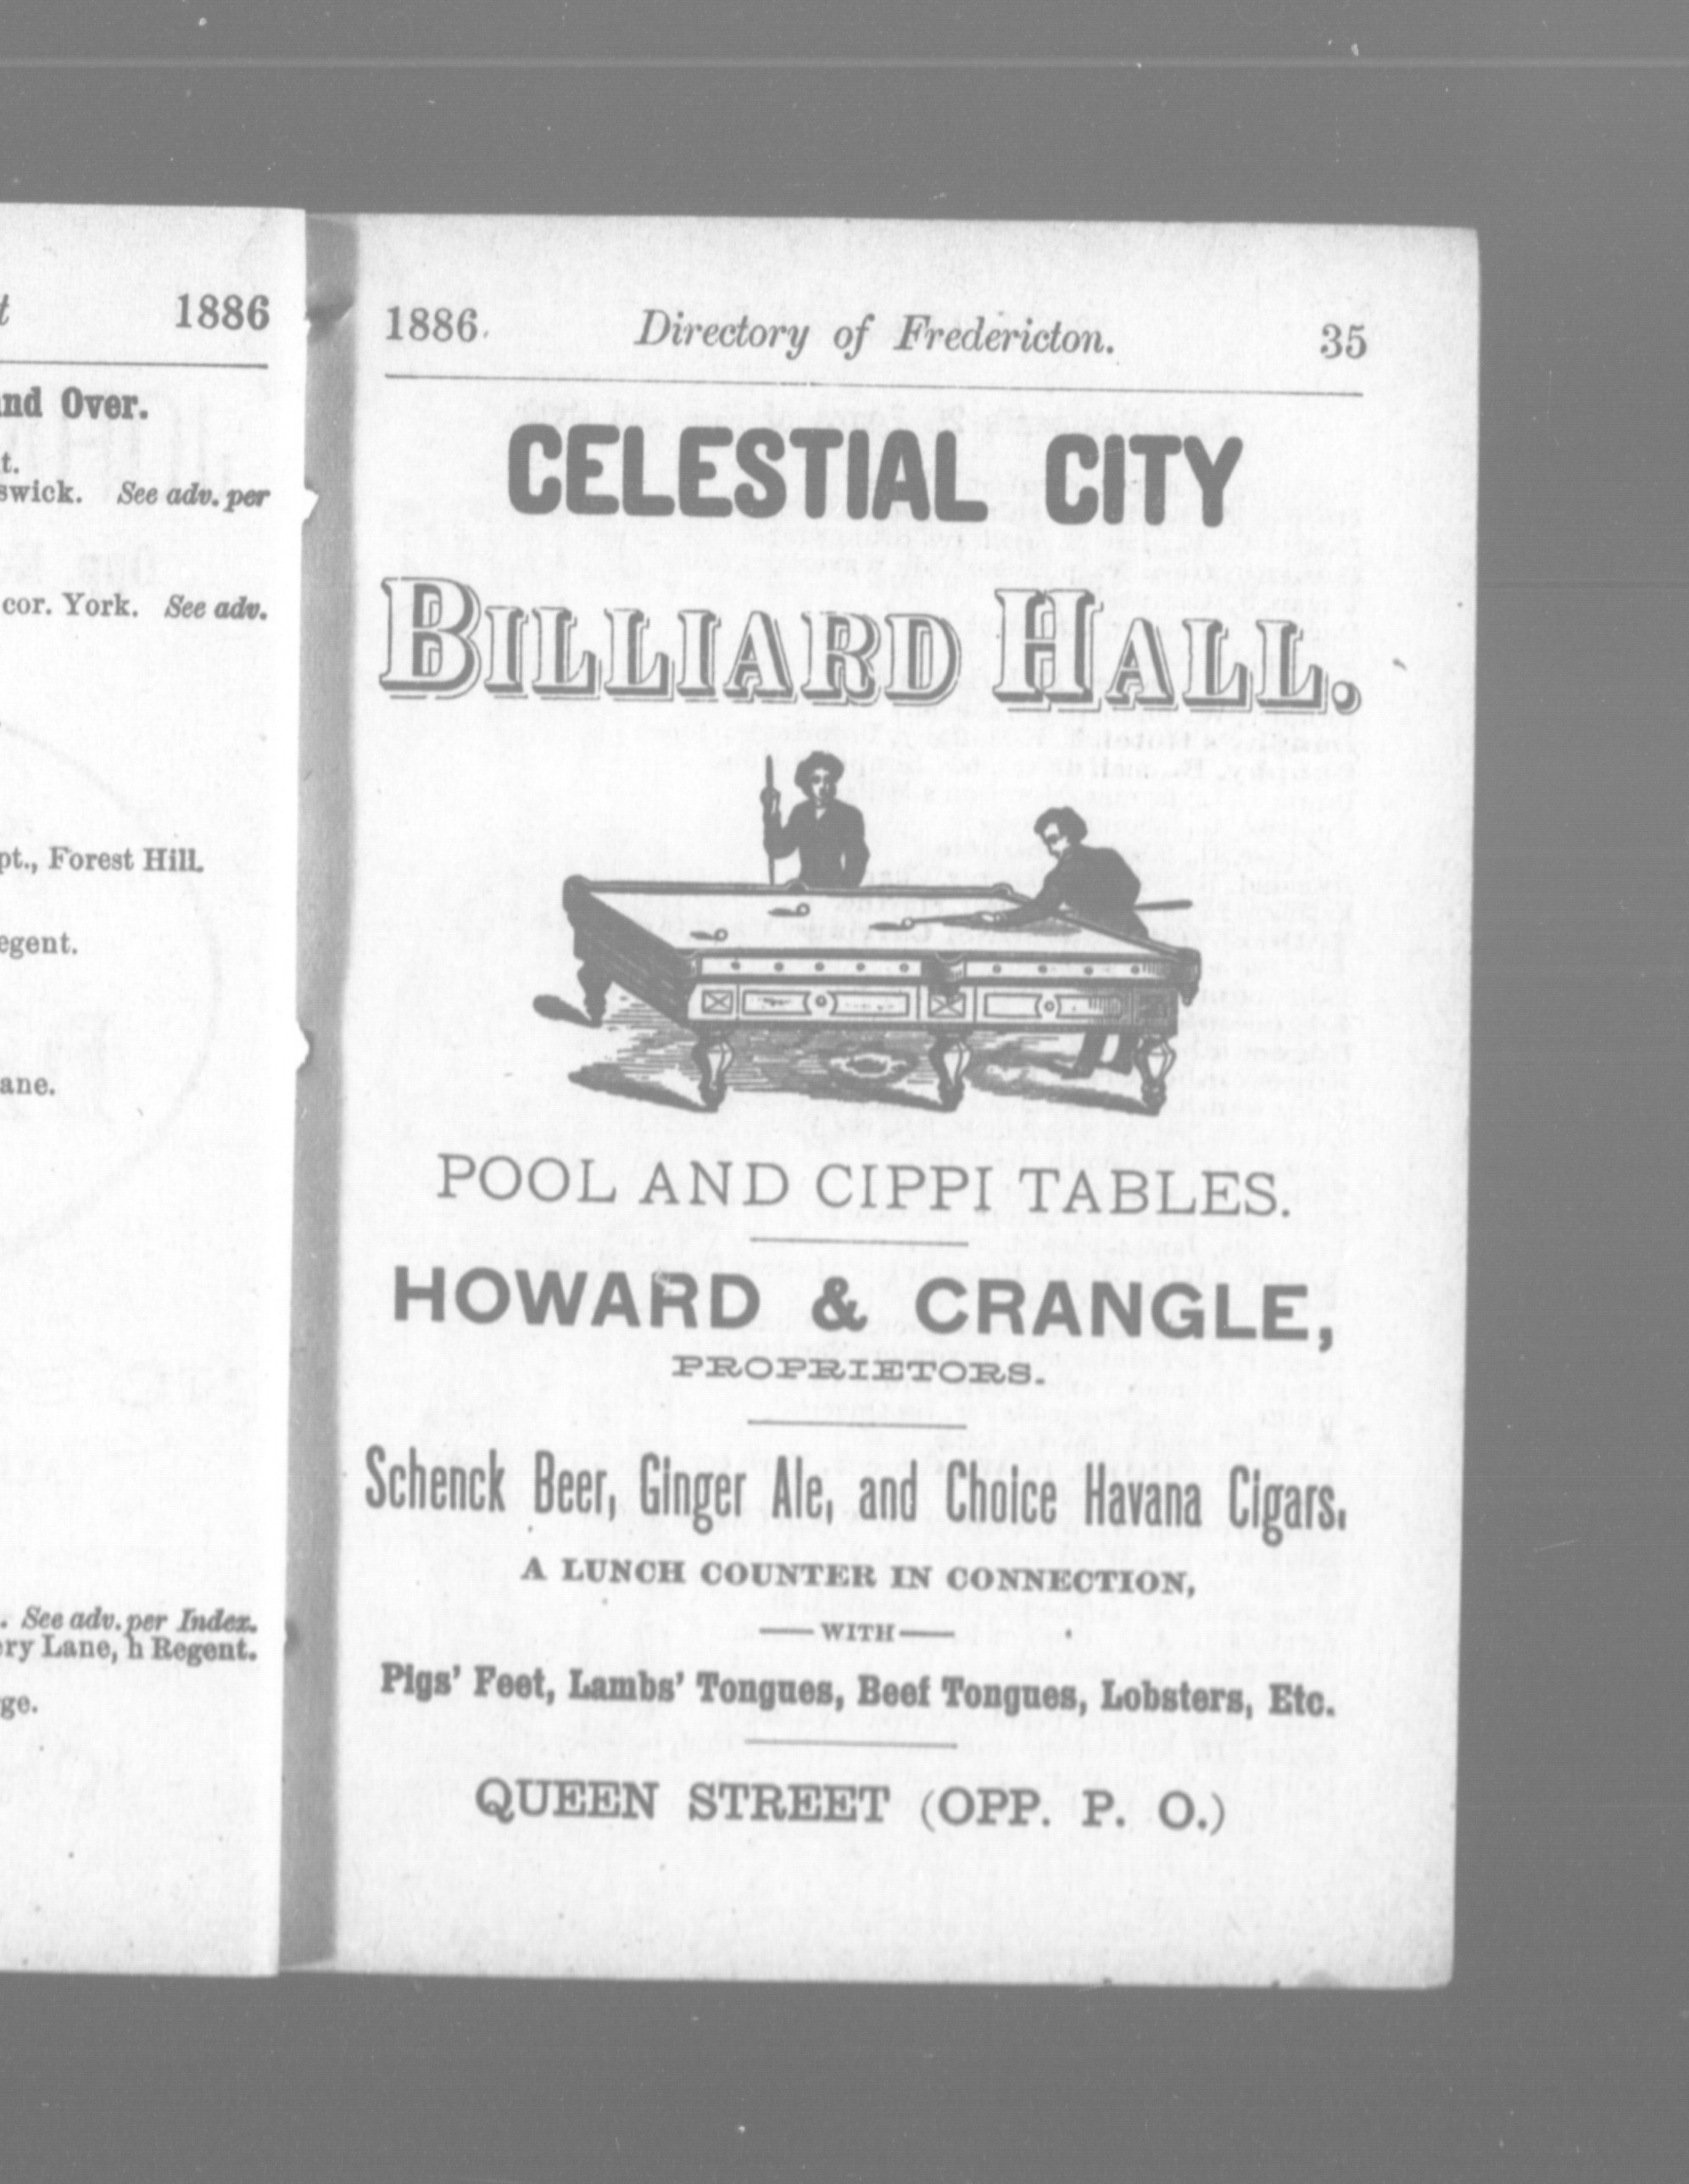 t 1886
nd Over.
t.
swick. See adv. per
cor. York. See adv.
pt., Forest Hill.
egent.
ane.
. See adv. per Index.
ery Lane, h Regent.
ge.
1886. Directory of Fredericton. 35
CELESTIAL CITY
BILLIARD HALL.
POOL AND CIPPI TABLES.
HOWARD & CRANGLE,
PROPRIETORS.
Schenck Beer, Ginger Ale, and Choice Havana Cigars.
A LUNCH COUNTER IN CONNECTION,
WITH
Pigs' Feet, Lambs' Tongues, Beef Tongues, Lobsters, Etc.
QUEEN STREET (OPP. P. O.)